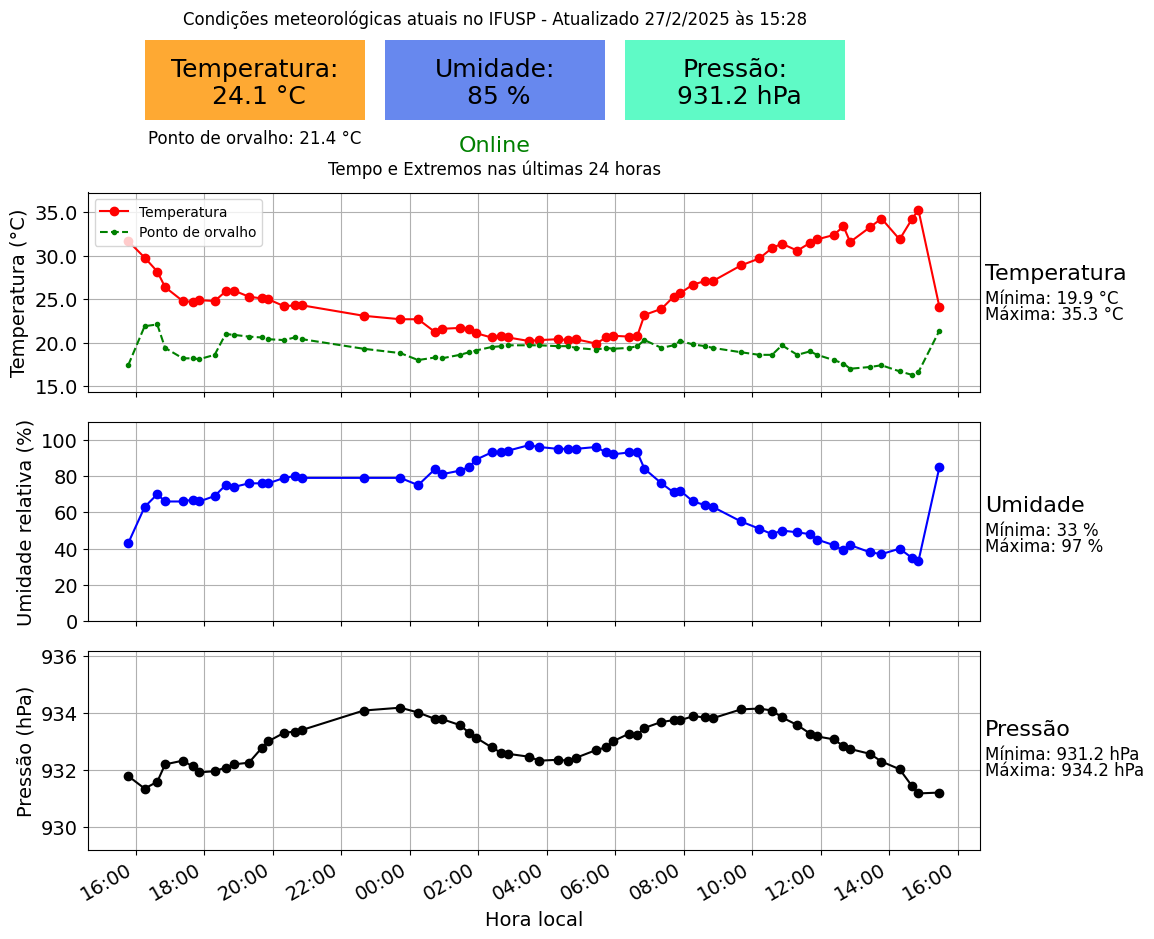 Condições meteorológicas atuais no IFUSP - Atualizado 27/2/2025 às 15:28
Temperatura:
24.1 °C
Umidade:
85 %
Pressão:
931.2 hPa
Ponto de orvalho: 21.4 °C
Online
Tempo e Extremos nas últimas 24 horas
Temperatura (°C)
35.0
30.0
25.0
20.0
15.0
Temperatura
Ponto de orvalho
Temperatura
Mínima: 19.9 °C
Máxima: 35.3 °C
Umidade relativa (%)
100
80
60
40
20
0
Umidade
Mínima: 33 %
Máxima: 97 %
Pressão (hPa)
936
934
932
930
Pressão
Mínima: 931.2 hPa
Máxima: 934.2 hPa
16:00 18:00 20:00 22:00 00:00 02:00 04:00 06:00 08:00 10:00 12:00 14:00 16:00
Hora local